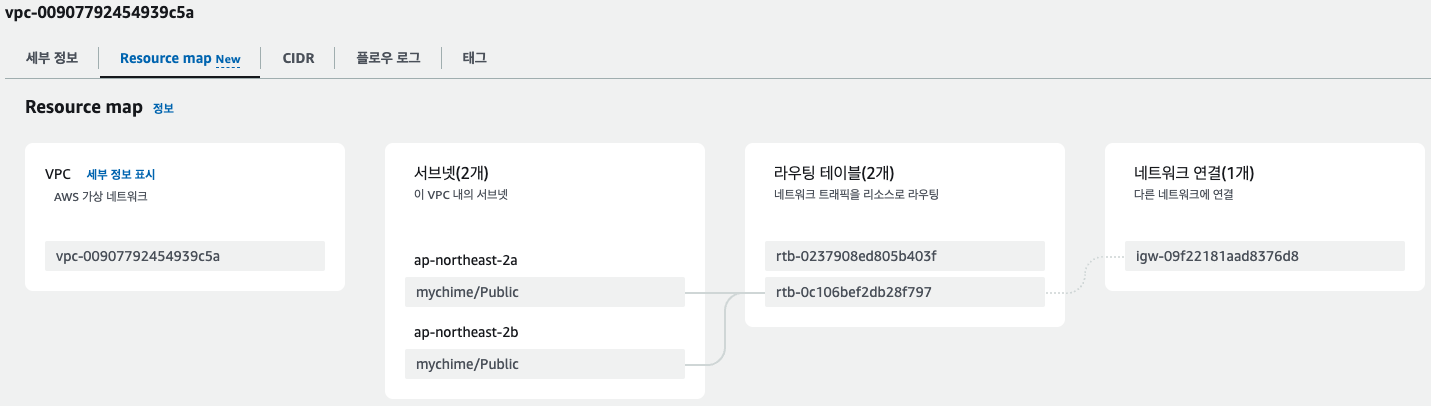 vpc-00907792454939c5a
세부 정보 Resource map New CIDR 플로우 로그 태그
Resource map 정보
VPC 세부 정보 표시
AWS 가상 네트워크
vpc-00907792454939c5a
서브넷(2개)
이 VPC 내의 서브넷
ap-northeast-2a
mychime/Public
ap-northeast-2b
mychime/Public
라우팅 테이블(2개)
네트워크 트래픽을 리소스로 라우팅
rtb-0237908ed805b403f
rtb-0c106bef2db28f797
네트워크 연결(1개)
다른 네트워크에 연결
igw-09f22181aad8376d8